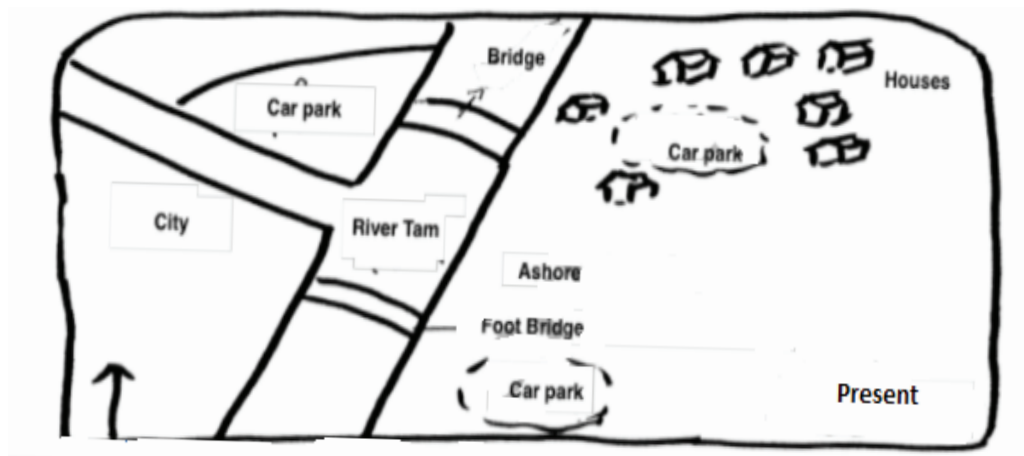 Bridge
Houses
Car park
Car park
City
River Tam
Ashore
Foot Bridge
Car park
Present